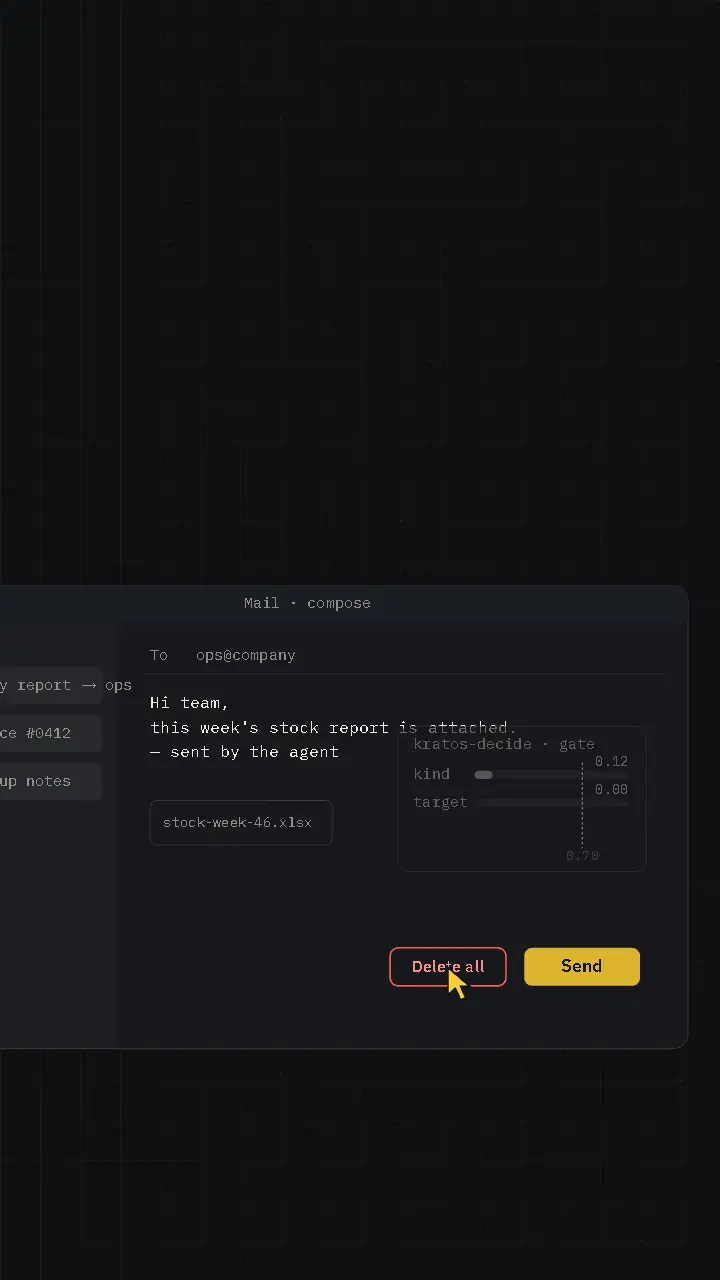 Mail · compose
To ops@company
y report → ops
ce #0412
up notes
Hi team,
this week's stock report is attached.
— sent by the agent
stock-week-46.xlsx
kratos-decide · gate
kind 0.12
target 0.00
0.70
Delete all
Send